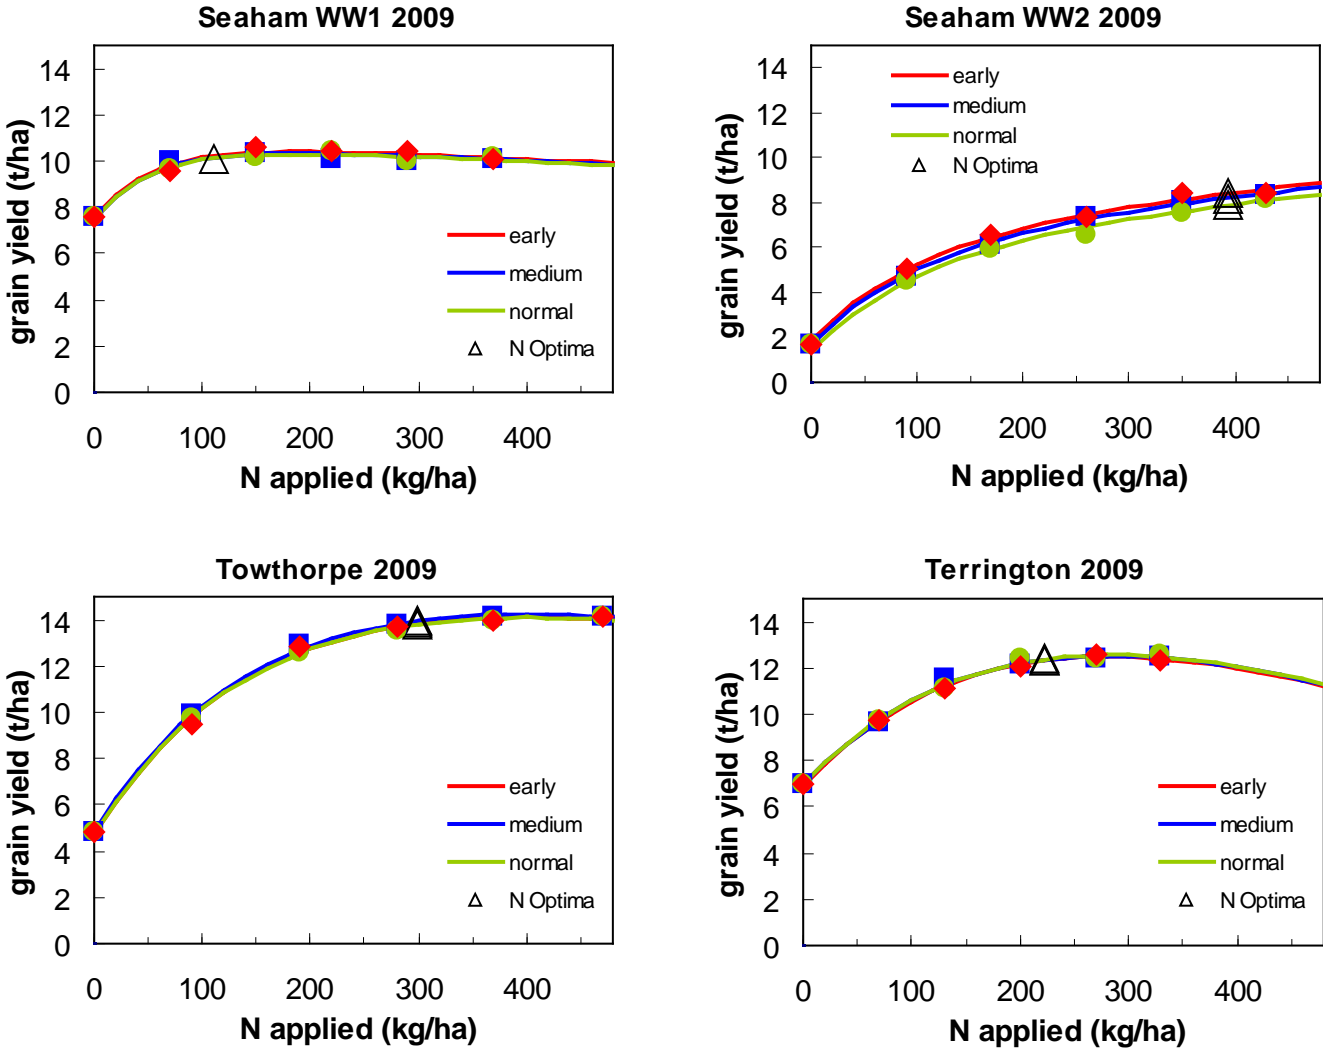 Seaham WW1 2009
grain yield (t/ha)
14
12
10
8
6
4
2
0
early
medium
normal
N Optima
0 100 200 300 400
N applied (kg/ha)
Seaham WW2 2009
grain yield (t/ha)
14
12
10
8
6
4
2
0
early
medium
normal
N Optima
0 100 200 300 400
N applied (kg/ha)
Towthorpe 2009
grain yield (t/ha)
14
12
10
8
6
4
2
0
early
medium
normal
N Optima
0 100 200 300 400
N applied (kg/ha)
Terrington 2009
grain yield (t/ha)
14
12
10
8
6
4
2
0
early
medium
normal
N Optima
0 100 200 300 400
N applied (kg/ha)